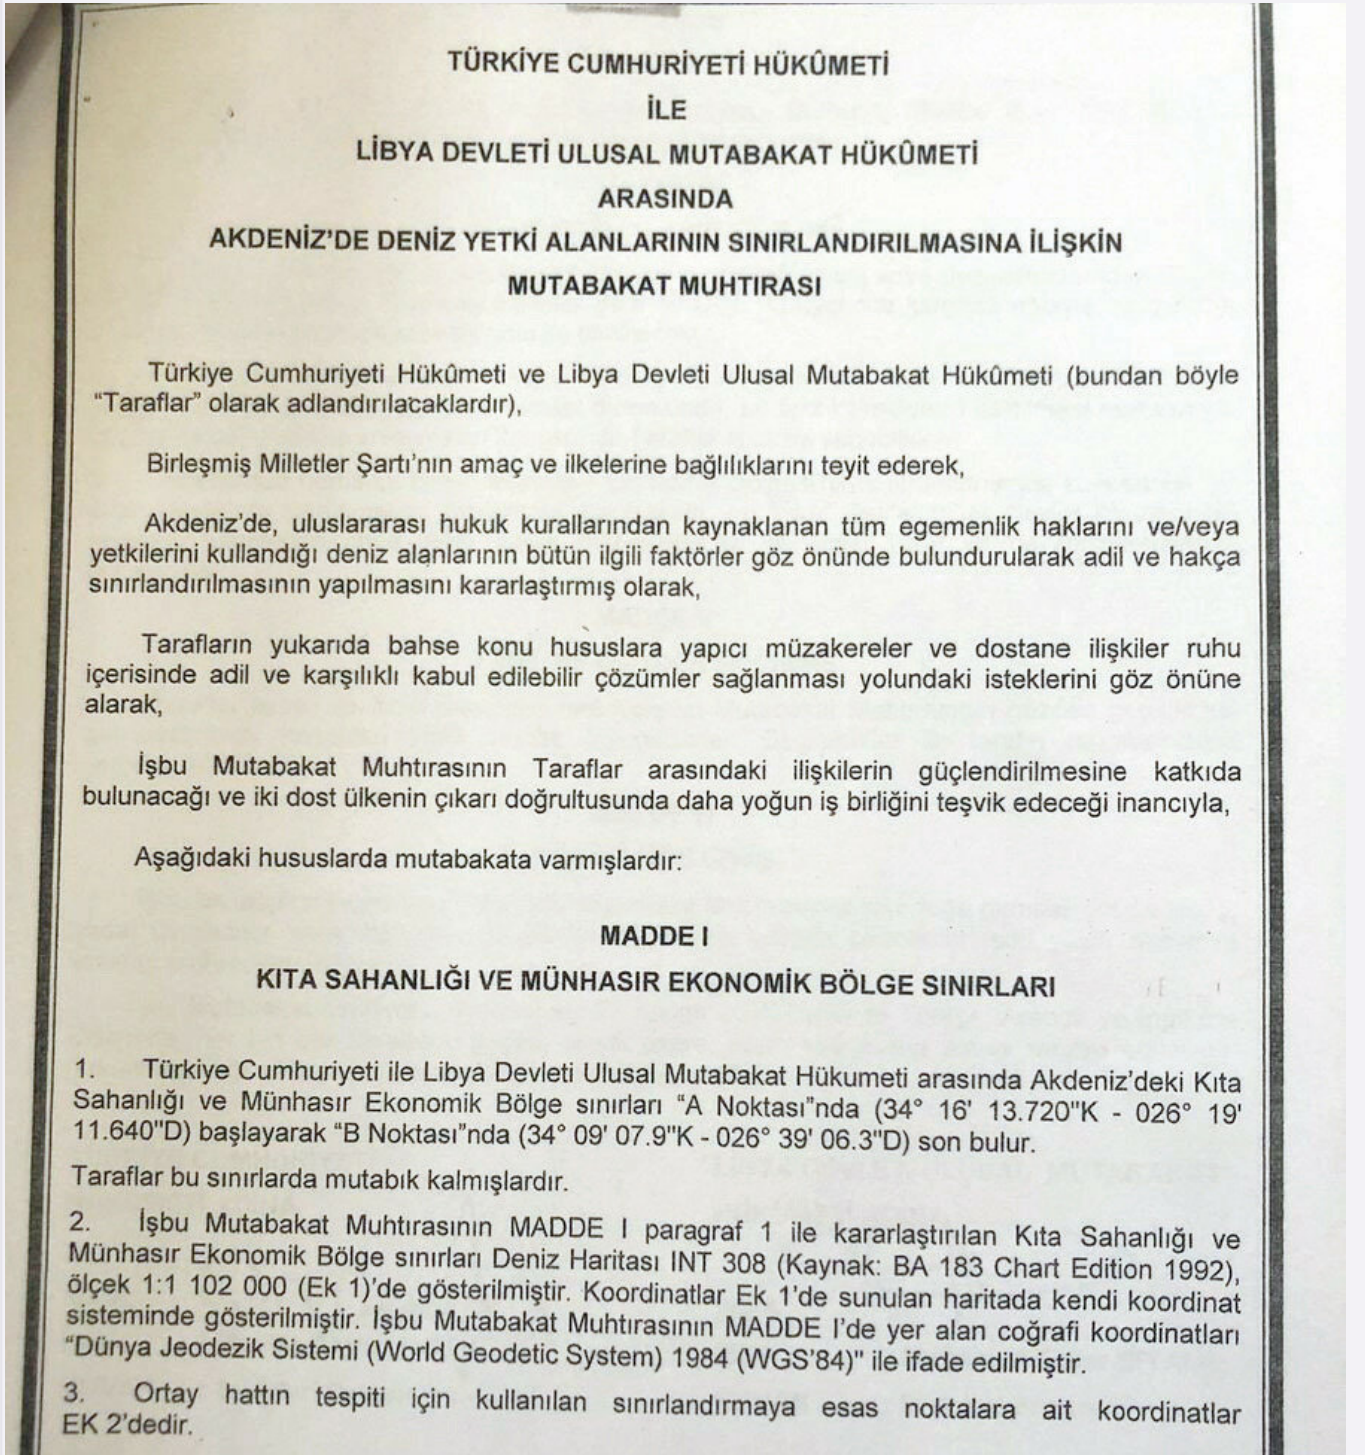 TÜRKİYE CUMHURİYETİ HÜKÛMETİ
İLE
LİBYA DEVLETİ ULUSAL MUTABAKAT HÜKÛMETİ
ARASINDA
AKDENİZ'DE DENİZ YETKİ ALANLARININ SINIRLANDIRILMASINA İLİŞKİN
MUTABAKAT MUHTIRASI
Türkiye Cumhuriyeti Hükûmeti ve Libya Devleti Ulusal Mutabakat Hükûmeti (bundan böyle
“Taraflar” olarak adlandırılacaklardır),
Birleşmiş Milletler Şartı'nın amaç ve ilkelerine bağlılıklarını teyit ederek,
Akdeniz'de, uluslararası hukuk kurallarından kaynaklanan tüm egemenlik haklarını ve/veya
yetkilerini kullandığı deniz alanlarının bütün ilgili faktörler göz önünde bulundurularak adil ve hakça
sınırlandırılmasının yapılmasını kararlaştırmış olarak,
Tarafların yukarıda bahse konu hususlara yapıcı müzakereler ve dostane ilişkiler ruhu
içerisinde adil ve karşılıklı kabul edilebilir çözümler sağlanması yolundaki isteklerini göz önüne
alarak,
İşbu Mutabakat Muhtırasının Taraflar arasındaki ilişkilerin güçlendirilmesine katkıda
bulunacağı ve iki dost ülkenin çıkarı doğrultusunda daha yoğun iş birliğini teşvik edeceği inancıyla,
Aşağıdaki hususlarda mutabakata varmışlardır:
MADDE I
KITA SAHANLIĞI VE MÜNHASIR EKONOMİK BÖLGE SINIRLARI
1. Türkiye Cumhuriyeti ile Libya Devleti Ulusal Mutabakat Hükumeti arasında Akdeniz'deki Kıta
Sahanlığı ve Münhasır Ekonomik Bölge sınırları “A Noktası”nda (34° 16' 13.720"K - 026° 19'
11.640"D) başlayarak “B Noktası”nda (34° 09' 07.9"K - 026° 39' 06.3"D) son bulur.
Taraflar bu sınırlarda mutabık kalmışlardır.
2. İşbu Mutabakat Muhtırasının MADDE I paragraf 1 ile kararlaştırılan Kıta Sahanlığı ve
Münhasır Ekonomik Bölge sınırları Deniz Haritası INT 308 (Kaynak: BA 183 Chart Edition 1992),
ölçek 1:1 102 000 (Ek 1)'de gösterilmiştir. Koordinatlar Ek 1'de sunulan haritada kendi koordinat
sisteminde gösterilmiştir. İşbu Mutabakat Muhtırasının MADDE I'de yer alan coğrafi koordinatları
“Dünya Jeodezik Sistemi (World Geodetic System) 1984 (WGS'84)" ile ifade edilmiştir.
3. Ortay hattın tespiti için kullanılan sınırlandırmaya esas noktalara ait koordinatlar
EK 2'dedir.